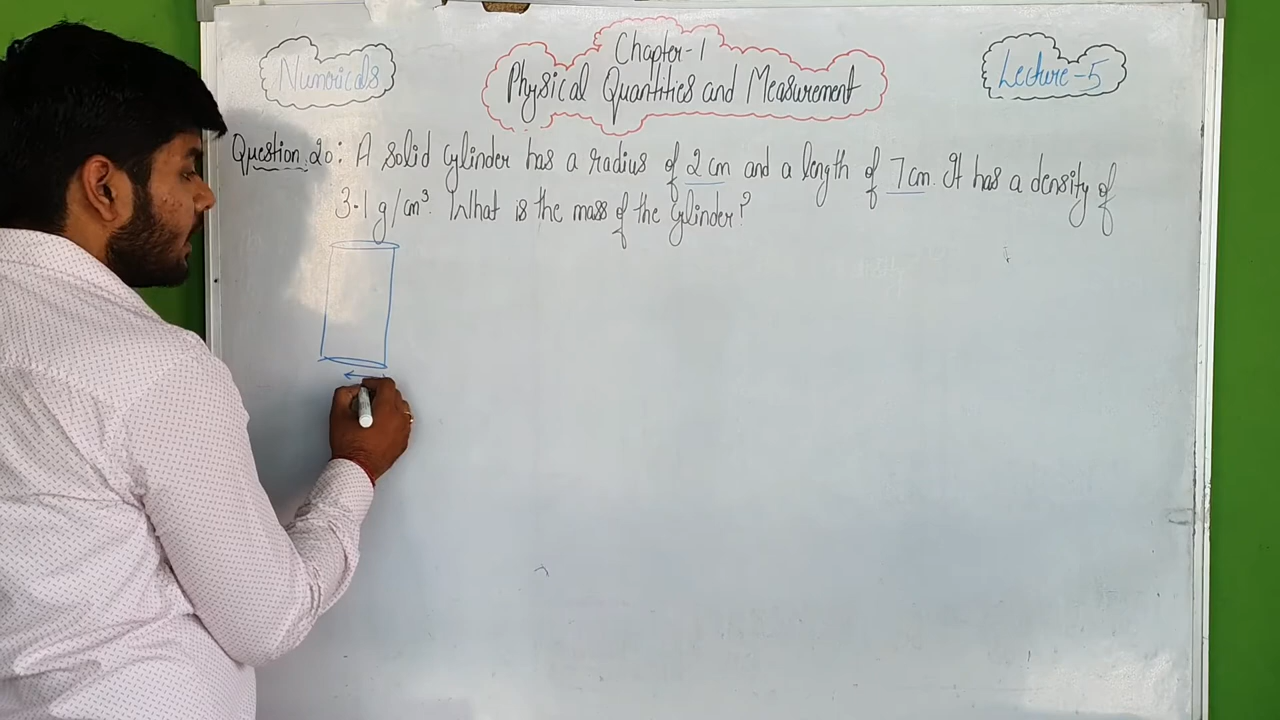 Numericals
Chapter-1
Physical Quantities and Measurement
Lecture-5
Question 20: A solid cylinder has a radius of 2 cm and a length of 7 cm. It has a density of
3.1 g/cm³. What is the mass of the cylinder?